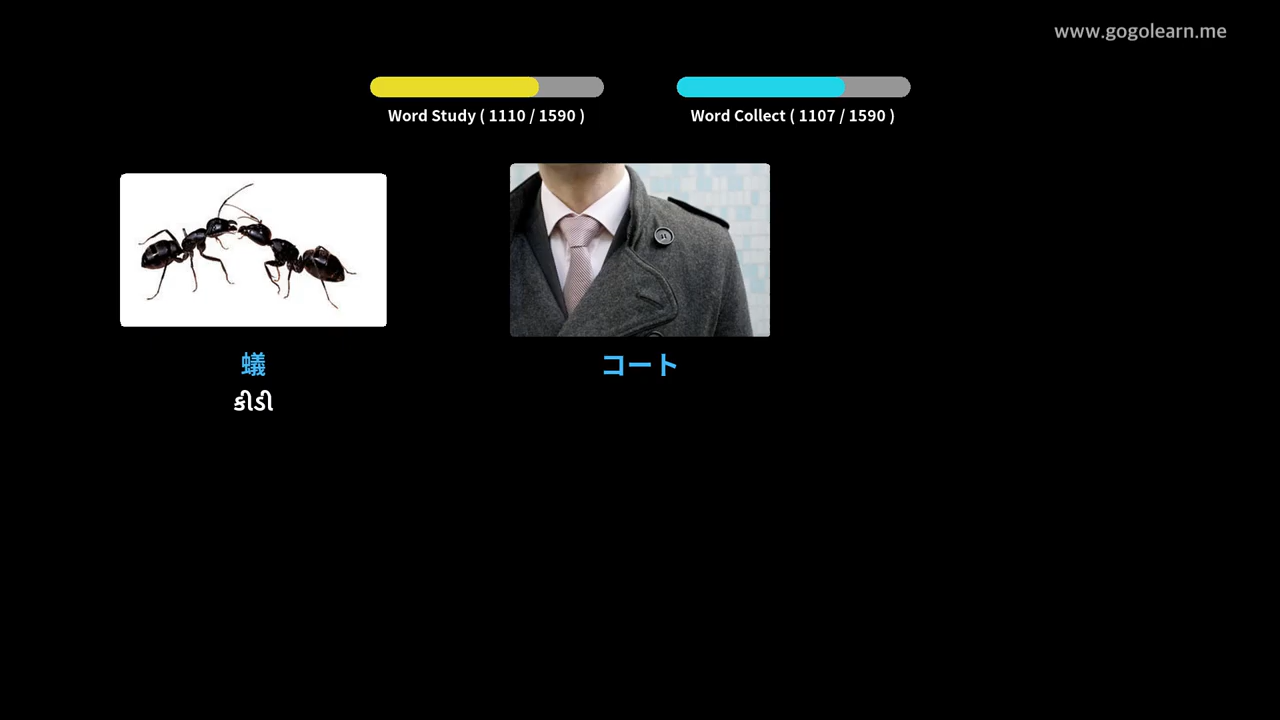 www.gogolearn.me
Word Study ( 1110 / 1590 )
Word Collect ( 1107 / 1590 )
蟻
કીડી
コート